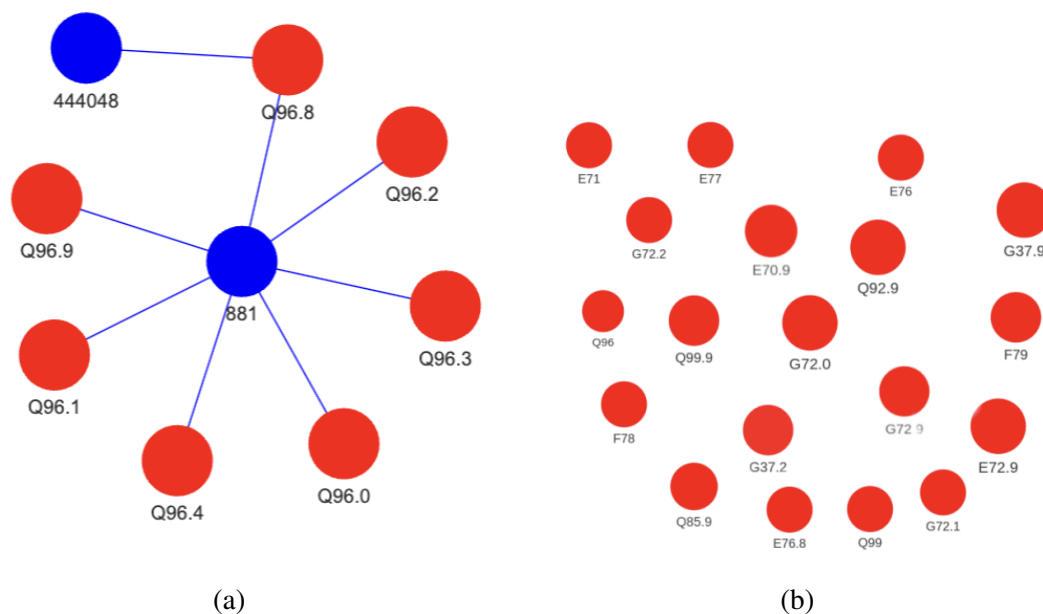 444048
Q96.8
Q96.2
Q96.9
881
Q96.3
Q96.1
Q96.4
Q96.0
(a)
E71
E77
E76
G72.2
E70.9
Q92.9
G37.9
Q96
Q99.9
G72.0
F79
F78
G37.2
G72.9
E72.9
Q85.9
E76.8
Q99
G72.1
(b)